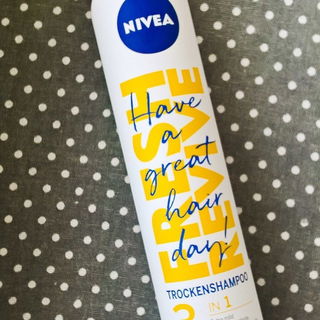 NIVEA
FRESH
REVIVE
Have
a
great
hair
day!
TROCKENSHAMPOO
IN 1